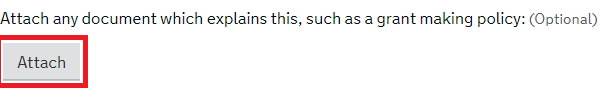 Attach any document which explains this, such as a grant making policy: (Optional)
Attach